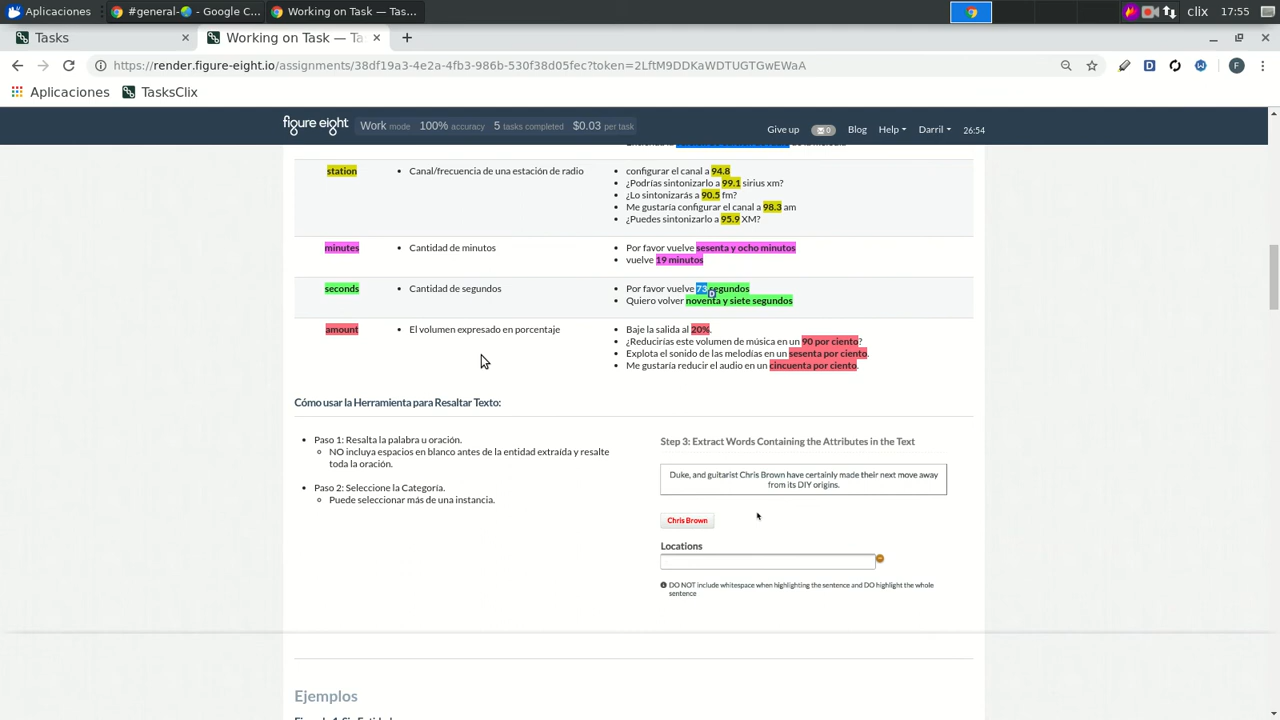 Aplicaciones
#general-🌏 - Google C...
Working on Task — Ta...
clix
17:55
Tasks
Working on Task — Ta
https://render.figure-eight.io/assignments/38df19a3-4e2a-4fb3-986b-530f38d05fec?token=2LftM9DDKaWDTUGTGwEWaA
F
Aplicaciones
TasksClix
figure eight
Work mode
100% accuracy
5 tasks completed
$0.03 per task
Give up
0
Blog
Help
Darril
26:54
station
Canal/frecuencia de una estación de radio
configurar el canal a 94.8
¿Podrías sintonizarlo a 99.1 sirius xm?
¿Lo sintonizarás a 90.5 fm?
Me gustaría configurar el canal a 98.3 am
¿Puedes sintonizarlo a 95.9 XM?
minutes
Cantidad de minutos
Por favor vuelve sesenta y ocho minutos
vuelve 19 minutos
seconds
Cantidad de segundos
Por favor vuelve 73 segundos
Quiero volver noventa y siete segundos
amount
El volumen expresado en porcentaje
Baje la salida al 20%.
¿Reducirías este volumen de música en un 90 por ciento?
Explota el sonido de las melodías en un sesenta por ciento.
Me gustaría reducir el audio en un cincuenta por ciento.
Cómo usar la Herramienta para Resaltar Texto:
Paso 1: Resalta la palabra u oración.
NO incluya espacios en blanco antes de la entidad extraída y resalte
toda la oración.
Paso 2: Seleccione la Categoría.
Puede seleccionar más de una instancia.
Step 3: Extract Words Containing the Attributes in the Text
Duke, and guitarist Chris Brown have certainly made their next move away
from its DIY origins.
Chris Brown
Locations
DO NOT include whitespace when highlighting the sentence and DO highlight the whole
sentence
Ejemplos